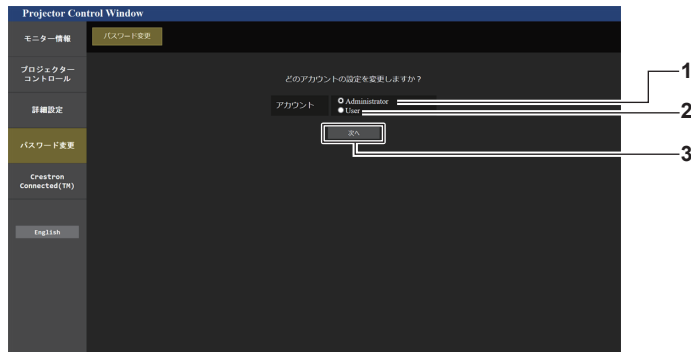 Projector Control Window
モニター情報
パスワード変更
プロジェクター
コントロール
どのアカウントの設定を変更しますか？
1
アカウント
Administrator
User
2
詳細設定
次へ
3
パスワード変更
Crestron
Connected(TM)
English